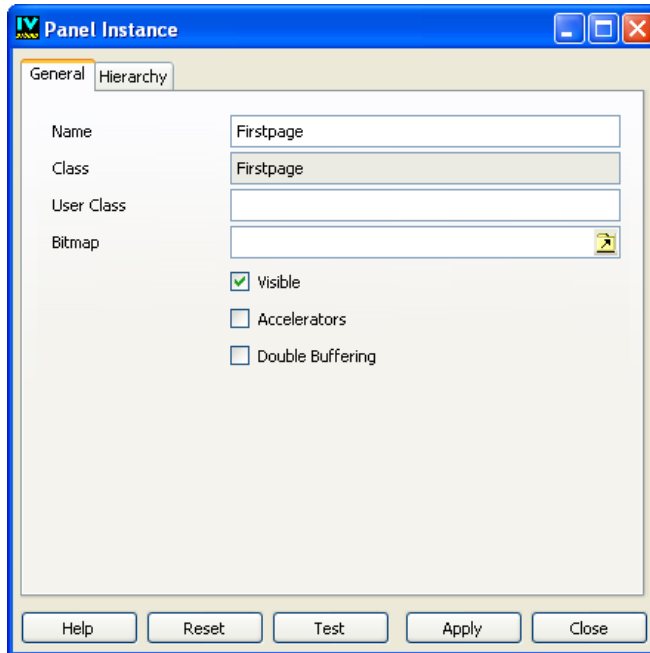 IV Panel Instance
General Hierarchy
Name Firstpage
Class Firstpage
User Class
Bitmap
Visible
Accelerators
Double Buffering
Help Reset Test Apply Close